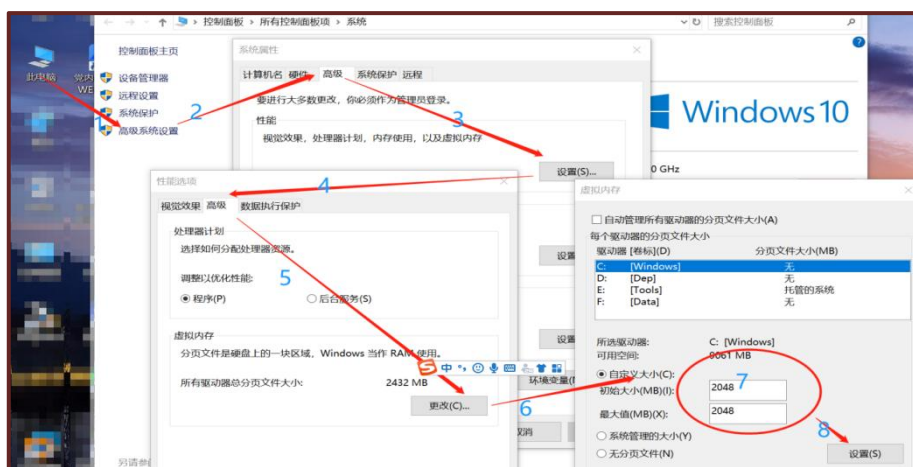 控制面板 › 所有控制面板项 › 系统
搜索控制面板
控制面板主页
此电脑
设备管理器
远程设置
系统保护
高级系统设置
1
2
系统属性
计算机名 硬件 高级 系统保护 远程
要进行大多数更改，你必须作为管理员登录。
性能
3
视觉效果，处理器计划，内存使用，以及虚拟内存
设置(S)...
Windows 10
0 GHz
4
性能选项
视觉效果 高级 数据执行保护
处理器计划
选择如何分配处理器资源。
调整以优化性能:
5
程序(P)
后台服务(S)
虚拟内存
分页文件是硬盘上的一块区域，Windows 当作 RAM 使用。
中
所有驱动器总分页文件大小: 2432 MB
更改(C)...
6
设置
设置
环境变量(
取消
虚拟内存
自动管理所有驱动器的分页文件大小(A)
每个驱动器的分页文件大小
驱动器 [卷标](D) 分页文件大小(MB)
C: [Windows] 无
D: [Dep] 无
E: [Tools] 托管的系统
F: [Data] 无
所选驱动器: C: [Windows]
可用空间: 9061 MB
自定义大小(C):
初始大小(MB)(I): 2048
7
最大值(MB)(X): 2048
8
系统管理的大小(Y)
无分页文件(N)
设置(S)